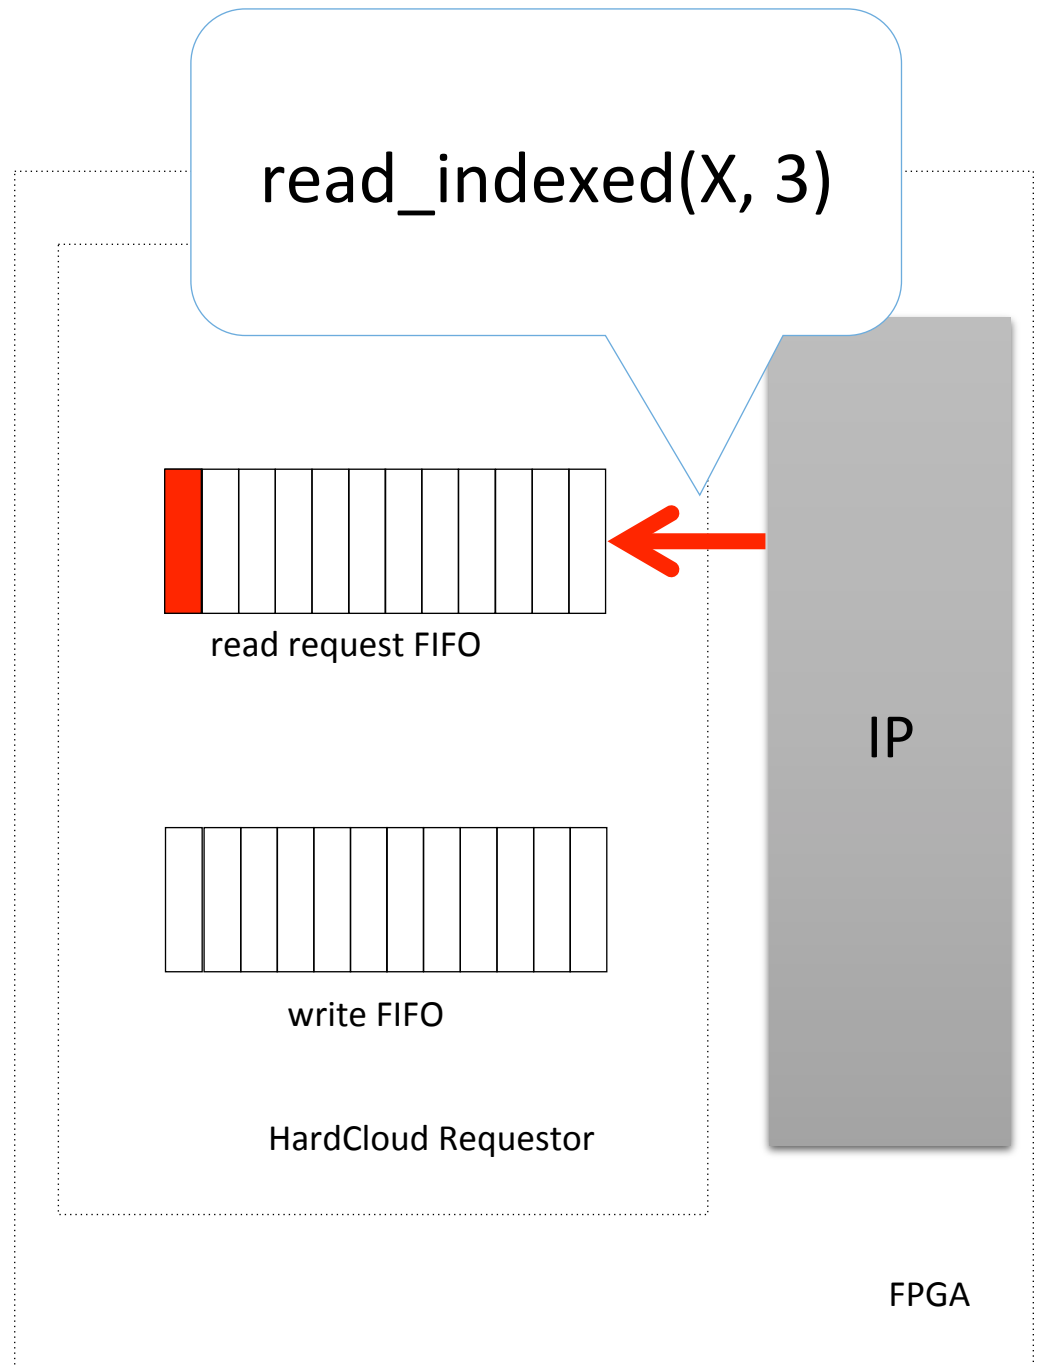 read_indexed(X, 3)
read request FIFO
IP
write FIFO
HardCloud Requestor
FPGA